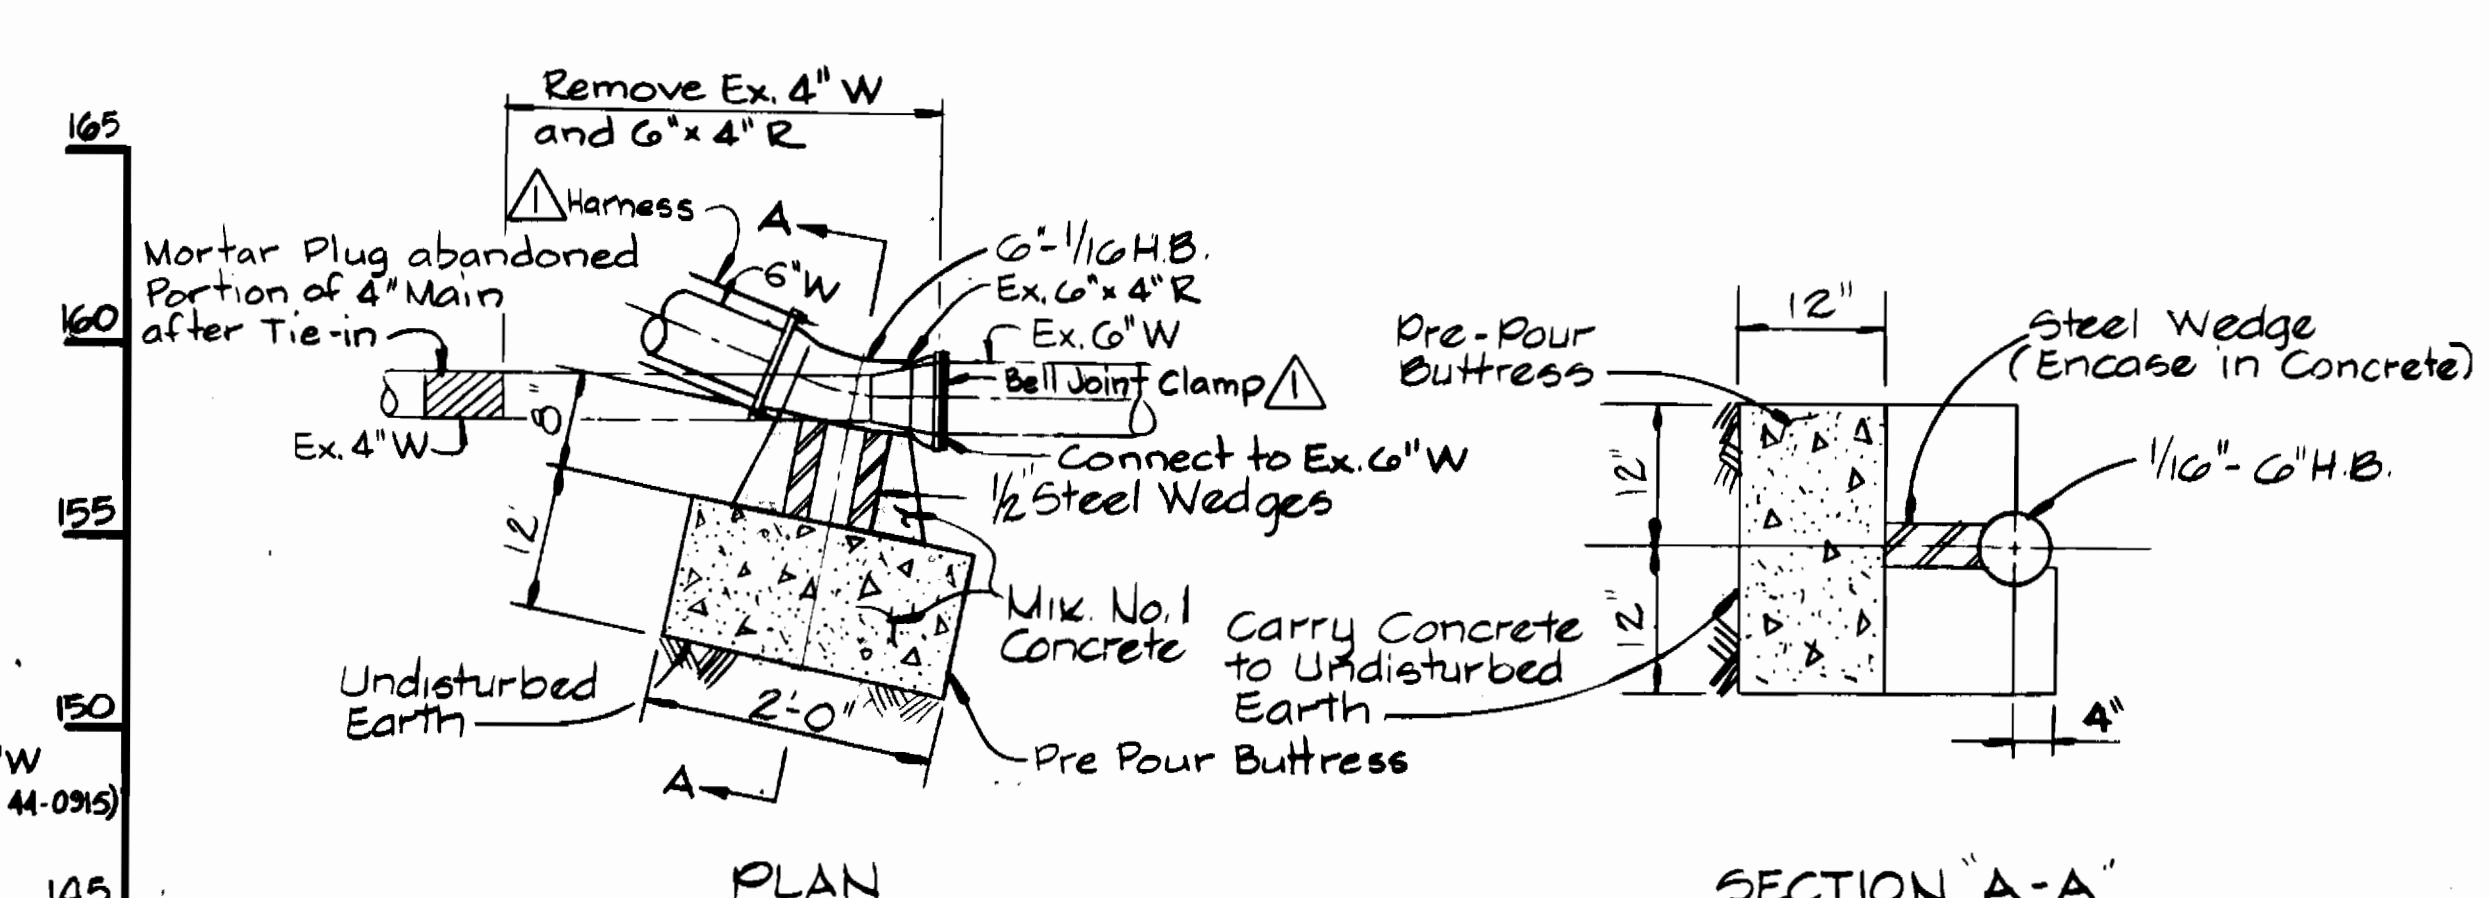 Remove Ex. 4" W
and 6" x 4" R
165
1 Harness
A
6"-1/16 H.B.
Mortar Plug abandoned
Portion of 4" Main
after Tie-in
6" W
Ex. 6" x 4" R
160
Ex. 6" W
Bell Joint Clamp 1
8"
Ex. 4" W
Connect to Ex. 6" W
1/2" Steel Wedges
155
12"
Mix. No. 1
Concrete
Undisturbed
Earth
2'-0"
150
Pre Pour Buttress
A
"W
44-0915)
145
PLAN
12"
Pre-Pour
Buttress
Steel Wedge
(Encase in Concrete)
12"
1/16"- 6" H.B.
12"
Carry Concrete
to Undisturbed
Earth
4"
SECTION "A-A"